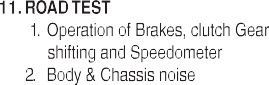 11. ROAD TEST
1. Operation of Brakes, clutch Gear
shifting and Speedometer
2. Body & Chassis noise